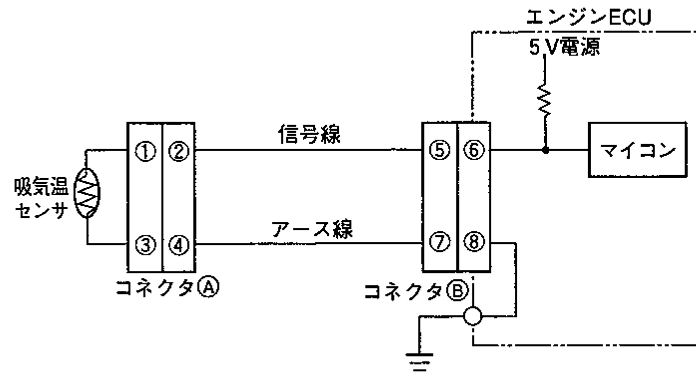 エンジンECU
5V電源
信号線
① ② ⑤ ⑥
マイコン
吸気温
センサ
アース線
③ ④ ⑦ ⑧
コネクタⒶ
コネクタⒷ